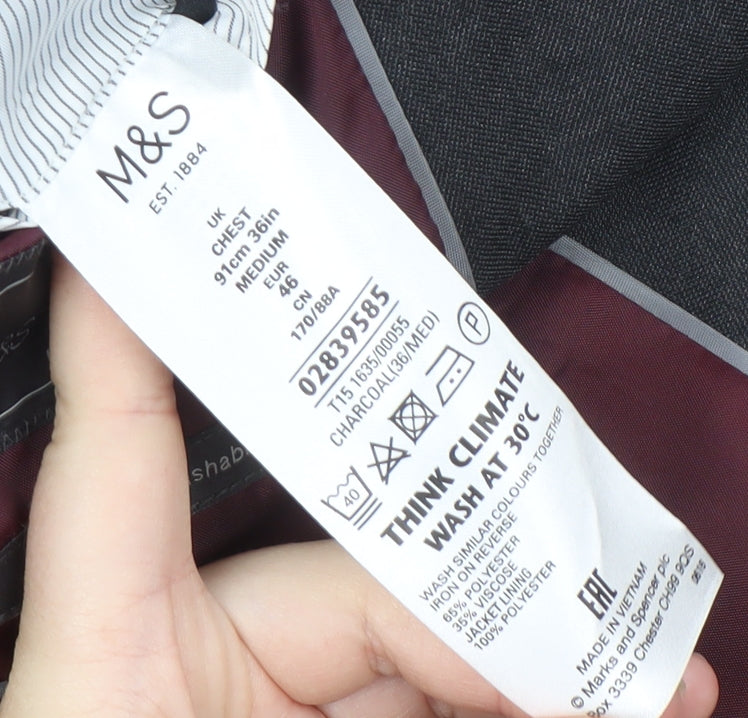 M&S
EST. 1884
UK
CHEST
91cm 36in
MEDIUM
EUR
46
CN
170/88A
02839585
T15 1635/00055
CHARCOAL(36/MED)
40
P
THINK CLIMATE
WASH AT 30°C
WASH SIMILAR COLOURS TOGETHER
IRON ON REVERSE
65% POLYESTER
35% VISCOSE
JACKET LINING
100% POLYESTER
EAC
MADE IN VIETNAM
© Marks and Spencer plc
Box 3339 Chester CH99 9QS